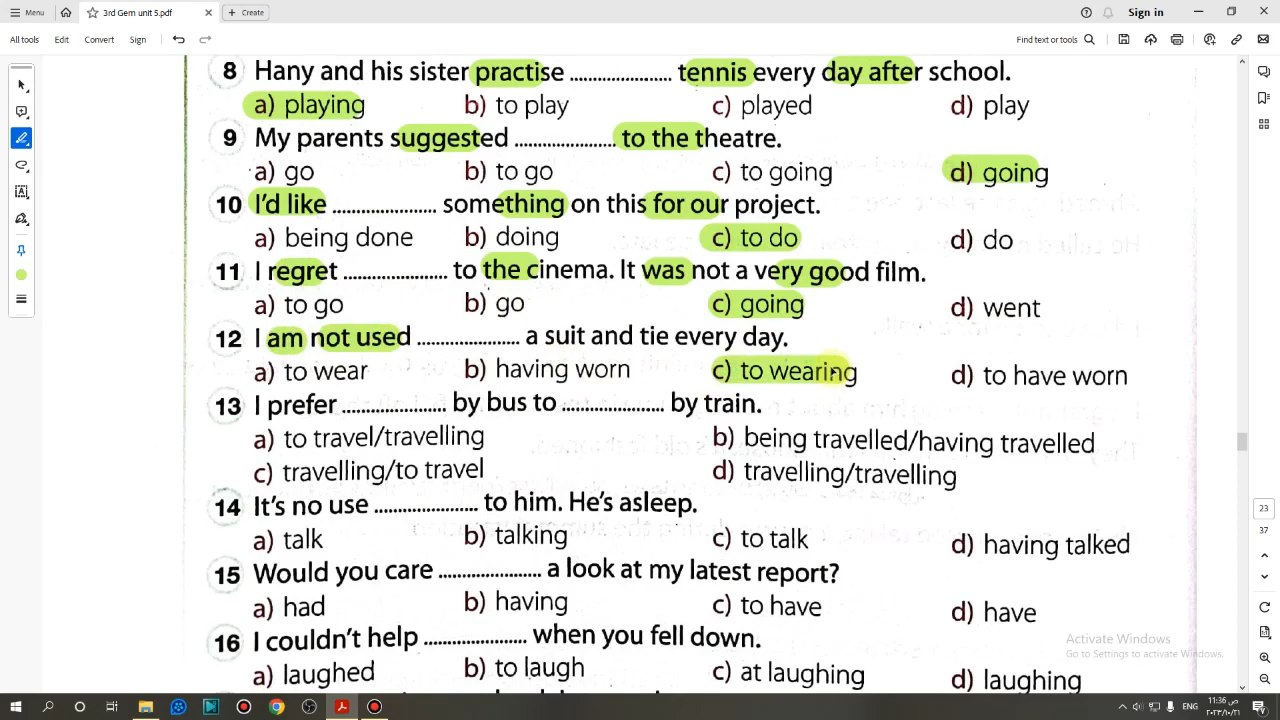 Menu
3rd Gem unit 5.pdf
Create
Sign in
All tools
Edit
Convert
Sign
Find text or tools
8 Hany and his sister practise ..................... tennis every day after school.
a) playing b) to play c) played d) play
9 My parents suggested ..................... to the theatre.
a) go b) to go c) to going d) going
10 I'd like ..................... something on this for our project.
a) being done b) doing c) to do d) do
11 I regret ..................... to the cinema. It was not a very good film.
a) to go b) go c) going d) went
12 I am not used ..................... a suit and tie every day.
a) to wear b) having worn c) to wearing d) to have worn
13 I prefer ..................... by bus to ..................... by train.
a) to travel/travelling b) being travelled/having travelled
c) travelling/to travel d) travelling/travelling
14 It's no use ..................... to him. He's asleep.
a) talk b) talking c) to talk d) having talked
15 Would you care ..................... a look at my latest report?
a) had b) having c) to have d) have
16 I couldn't help ..................... when you fell down.
a) laughed b) to laugh c) at laughing d) laughing
23
37
Activate Windows
Go to Settings to activate Windows.
ENG
11:36 ص
٢٠٢٣/١٠/٢١